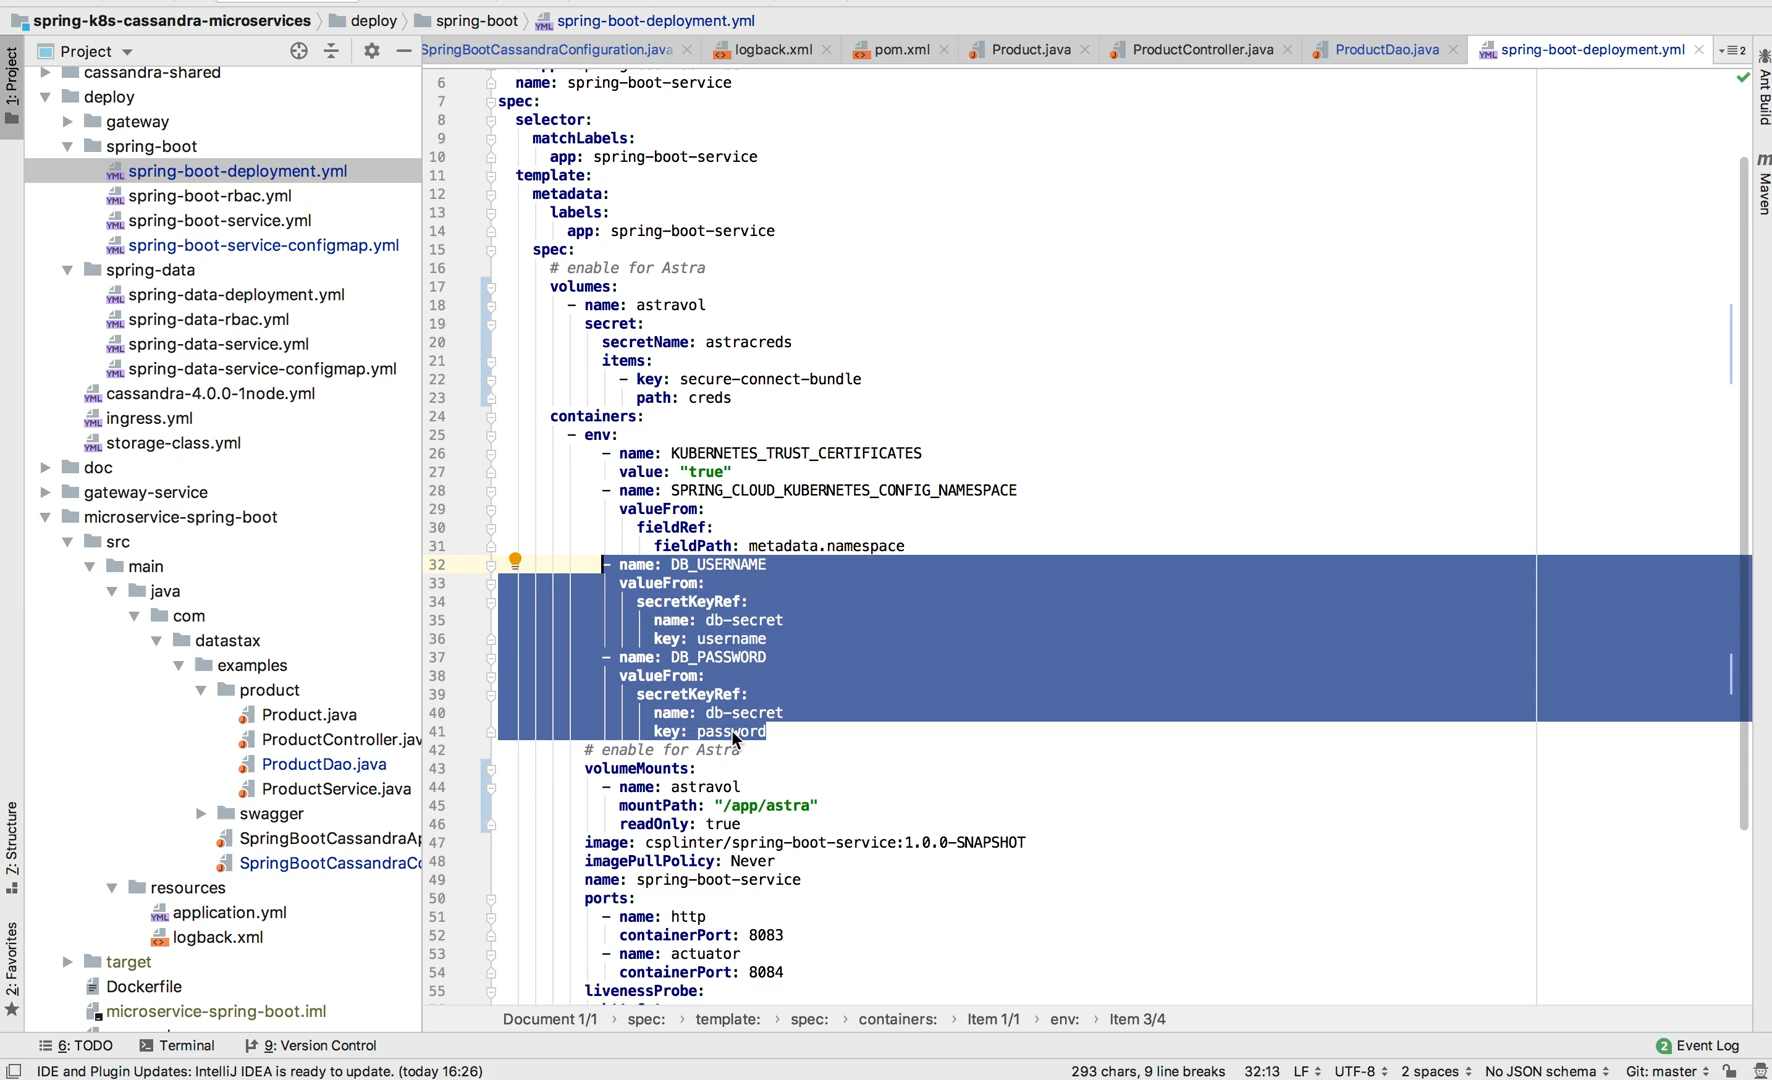 spring-k8s-cassandra-microservices deploy spring-boot spring-boot-deployment.yml
1: Project
Project
SpringBootCassandraConfiguration.java logback.xml pom.xml Product.java ProductController.java ProductDao.java spring-boot-deployment.yml 2
Ant Build
Maven
cassandra-shared
deploy
gateway
spring-boot
spring-boot-deployment.yml
spring-boot-rbac.yml
spring-boot-service.yml
spring-boot-service-configmap.yml
spring-data
spring-data-deployment.yml
spring-data-rbac.yml
spring-data-service.yml
spring-data-service-configmap.yml
cassandra-4.0.0-1node.yml
ingress.yml
storage-class.yml
doc
gateway-service
microservice-spring-boot
src
main
java
com
datastax
examples
product
Product.java
ProductController.jav
ProductDao.java
ProductService.java
swagger
SpringBootCassandraAp
SpringBootCassandraCo
resources
application.yml
logback.xml
target
Dockerfile
microservice-spring-boot.iml
Z: Structure
2: Favorites
6 name: spring-boot-service
7 spec:
8 selector:
9 matchLabels:
10 app: spring-boot-service
11 template:
12 metadata:
13 labels:
14 app: spring-boot-service
15 spec:
16 # enable for Astra
17 volumes:
18 - name: astravol
19 secret:
20 secretName: astracreds
21 items:
22 - key: secure-connect-bundle
23 path: creds
24 containers:
25 - env:
26 - name: KUBERNETES_TRUST_CERTIFICATES
27 value: "true"
28 - name: SPRING_CLOUD_KUBERNETES_CONFIG_NAMESPACE
29 valueFrom:
30 fieldRef:
31 fieldPath: metadata.namespace
32 - name: DB_USERNAME
33 valueFrom:
34 secretKeyRef:
35 name: db-secret
36 key: username
37 - name: DB_PASSWORD
38 valueFrom:
39 secretKeyRef:
40 name: db-secret
41 key: password
42 # enable for Astra
43 volumeMounts:
44 - name: astravol
45 mountPath: "/app/astra"
46 readOnly: true
47 image: csplinter/spring-boot-service:1.0.0-SNAPSHOT
48 imagePullPolicy: Never
49 name: spring-boot-service
50 ports:
51 - name: http
52 containerPort: 8083
53 - name: actuator
54 containerPort: 8084
55 livenessProbe:
Document 1/1 › spec: › template: › spec: › containers: › Item 1/1 › env: › Item 3/4
6: TODO Terminal 9: Version Control 2 Event Log
IDE and Plugin Updates: IntelliJ IDEA is ready to update. (today 16:26) 293 chars, 9 line breaks 32:13 LF UTF-8 2 spaces No JSON schema Git: master